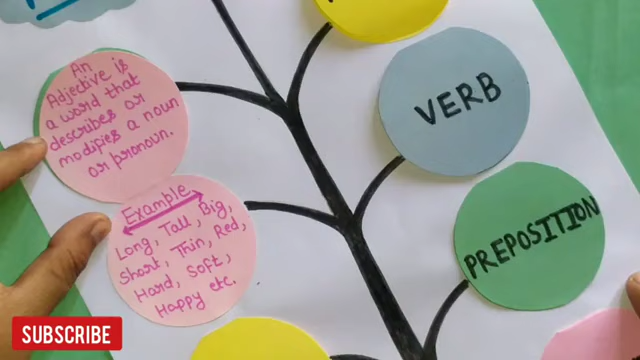 An
Adjective is
a word that
describes or
modifies a noun
or pronoun.
Example
Long, Tall, Big
Short, Thin, Red,
Hard, Soft,
Happy etc.
VERB
PREPOSITION
SUBSCRIBE